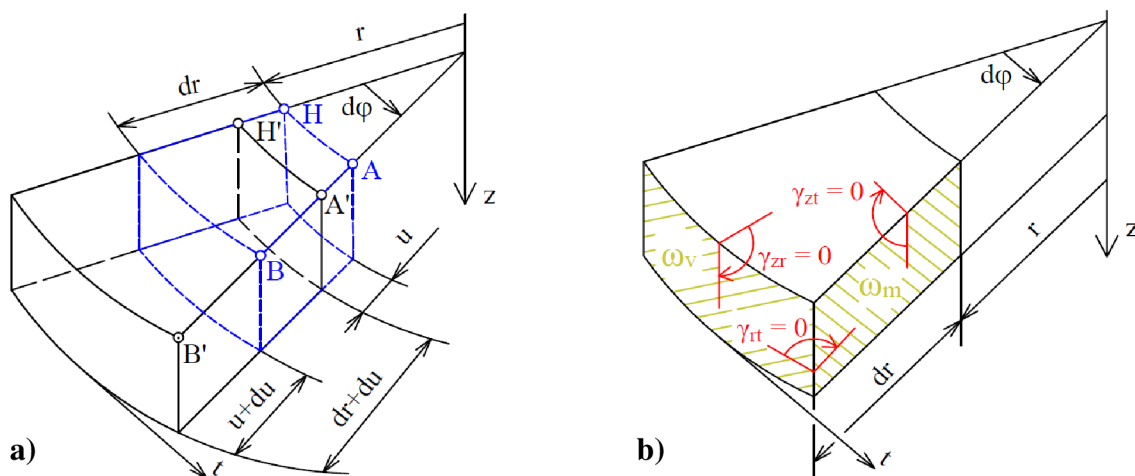 r
dr
dφ
H
H'
A
A'
z
u
B
B'
u+du
dr+du
t
a)
dφ
γzt = 0
r
z
ωv
γzr = 0
ωm
γrt = 0
dr
t
b)